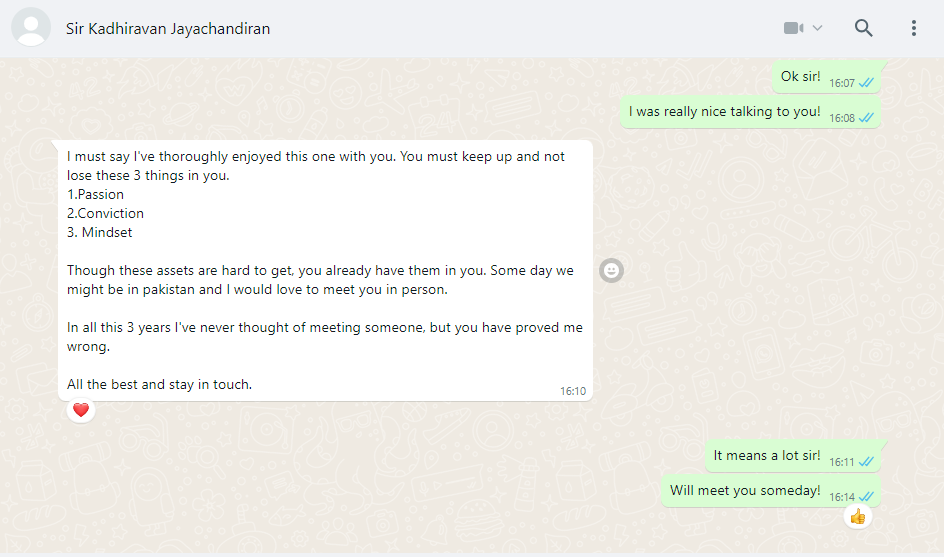 Sir Kadhiravan Jayachandiran
Ok sir! 16:07
I was really nice talking to you! 16:08
I must say I've thoroughly enjoyed this one with you. You must keep up and not
lose these 3 things in you.
1.Passion
2.Conviction
3. Mindset
Though these assets are hard to get, you already have them in you. Some day we
might be in pakistan and I would love to meet you in person.
In all this 3 years I've never thought of meeting someone, but you have proved me
wrong.
All the best and stay in touch. 16:10
It means a lot sir! 16:11
Will meet you someday! 16:14